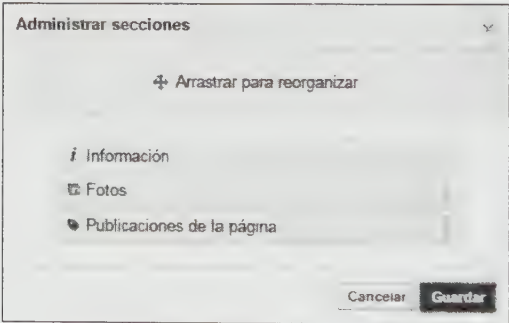 Administrar secciones
Arrastrar para reorganizar
Información
Fotos
Publicaciones de la página
Cancelar Guardar